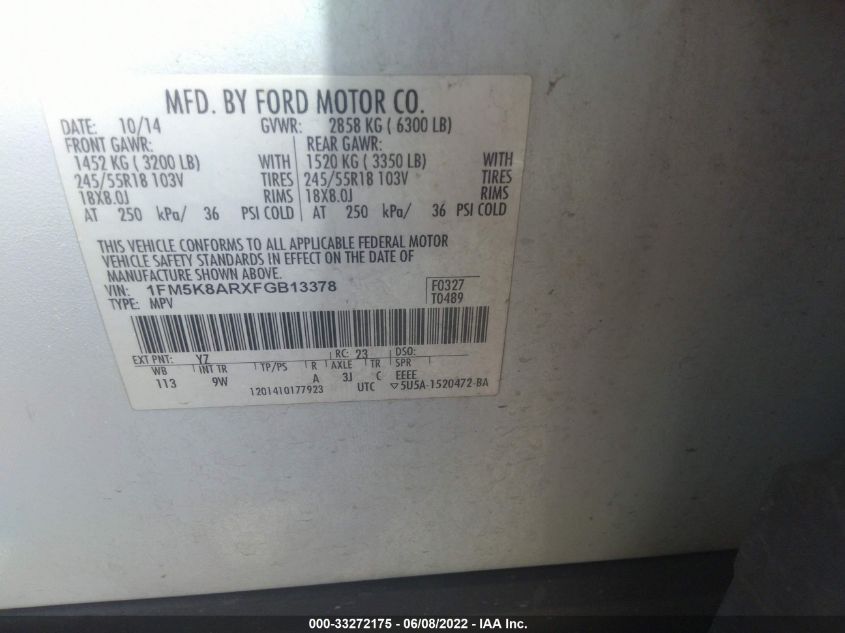 MFD. BY FORD MOTOR CO.
DATE: 10/14 GVWR: 2858 KG ( 6300 LB)
FRONT GAWR: REAR GAWR:
1452 KG ( 3200 LB) WITH 1520 KG ( 3350 LB) WITH
245/55R18 103V TIRES 245/55R18 103V TIRES
18X8.0J RIMS 18X8.0J RIMS
AT 250 kPa/ 36 PSI COLD AT 250 kPa/ 36 PSI COLD
THIS VEHICLE CONFORMS TO ALL APPLICABLE FEDERAL MOTOR
VEHICLE SAFETY STANDARDS IN EFFECT ON THE DATE OF
MANUFACTURE SHOWN ABOVE.
VIN: 1FM5K8ARXFGB13378 F0327
TYPE: MPV T0489
EXT PNT: YZ RC: 23 DSO:
WB INT TR TP/PS R AXLE TR SPR
113 9W A 3J C EEEE
1201410177923 UTC ▽5U5A-1520472-BA
000-33272175 - 06/08/2022 - IAA Inc.